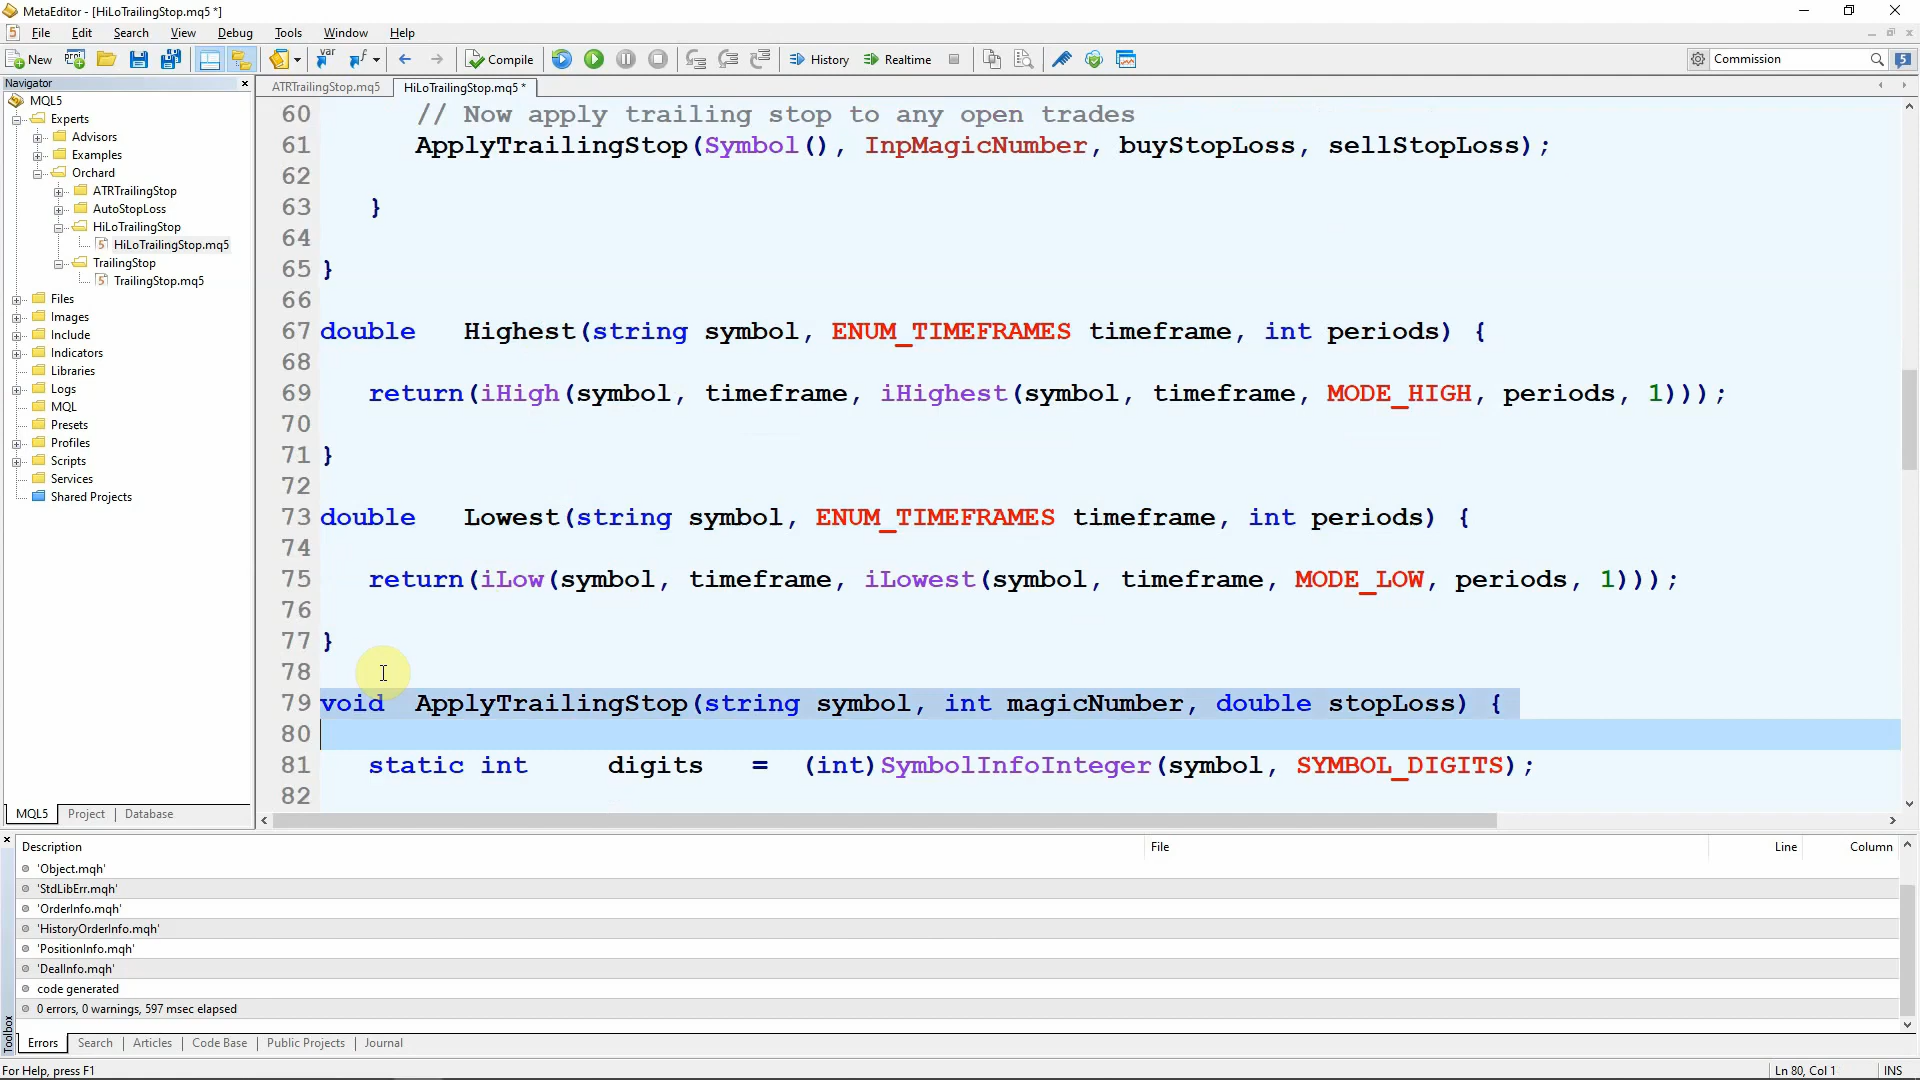 MetaEditor - [HiLoTrailingStop.mq5 *]
File Edit Search View Debug Tools Window Help
New Compile History Realtime Commission
Navigator
MQL5
Experts
Advisors
Examples
Orchard
ATRTrailingStop
AutoStopLoss
HiLoTrailingStop
HiLoTrailingStop.mq5
TrailingStop
TrailingStop.mq5
Files
Images
Include
Indicators
Libraries
Logs
MQL
Presets
Profiles
Scripts
Services
Shared Projects
MQL5 Project Database
ATRTrailingStop.mq5 HiLoTrailingStop.mq5 *
60 // Now apply trailing stop to any open trades
61 ApplyTrailingStop(Symbol(), InpMagicNumber, buyStopLoss, sellStopLoss);
62
63 }
64
65 }
66
67 double Highest(string symbol, ENUM_TIMEFRAMES timeframe, int periods) {
68
69 return(iHigh(symbol, timeframe, iHighest(symbol, timeframe, MODE_HIGH, periods, 1)));
70
71 }
72
73 double Lowest(string symbol, ENUM_TIMEFRAMES timeframe, int periods) {
74
75 return(iLow(symbol, timeframe, iLowest(symbol, timeframe, MODE_LOW, periods, 1)));
76
77 }
78
79 void ApplyTrailingStop(string symbol, int magicNumber, double stopLoss) {
80
81 static int digits = (int)SymbolInfoInteger(symbol, SYMBOL_DIGITS);
82
Description File Line Column
'Object.mqh'
'StdLibErr.mqh'
'OrderInfo.mqh'
'HistoryOrderInfo.mqh'
'PositionInfo.mqh'
'DealInfo.mqh'
code generated
0 errors, 0 warnings, 597 msec elapsed
Toolbox
Errors Search Articles Code Base Public Projects Journal
For Help, press F1 Ln 80, Col 1 INS